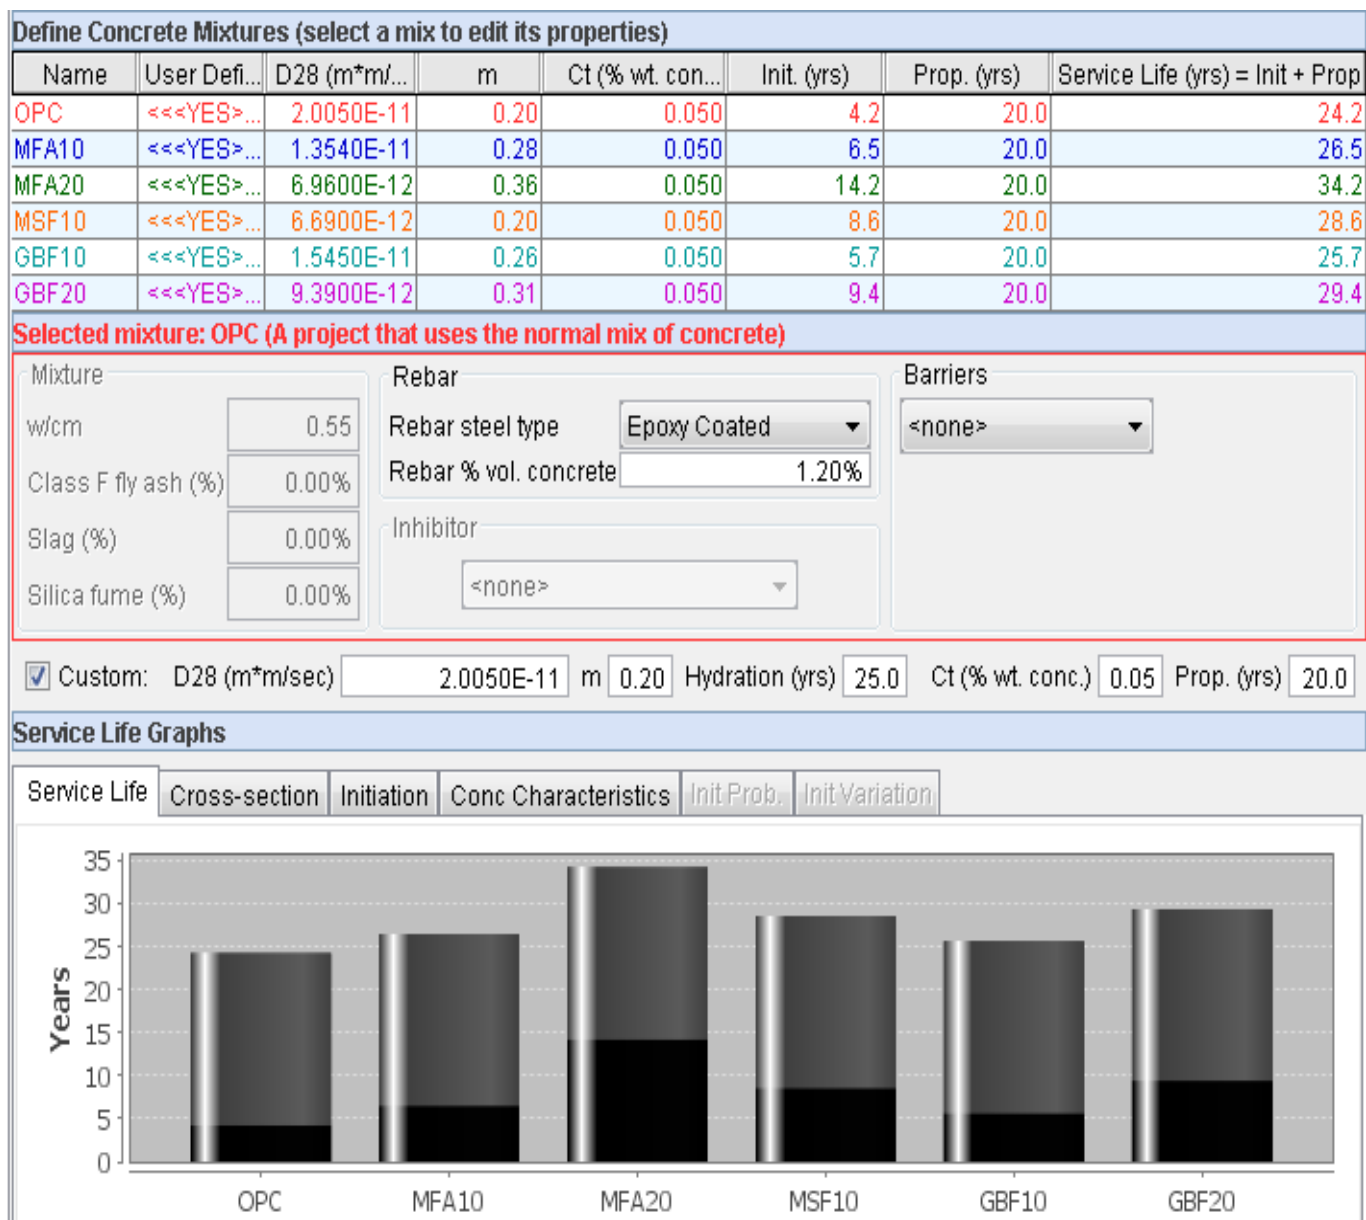 Define Concrete Mixtures (select a mix to edit its properties)
Name User Defi... D28 (m*m/... m Ct (% wt. con... Init. (yrs) Prop. (yrs) Service Life (yrs) = Init + Prop
OPC <<<YES>... 2.0050E-11 0.20 0.050 4.2 20.0 24.2
MFA10 <<<YES>... 1.3540E-11 0.28 0.050 6.5 20.0 26.5
MFA20 <<<YES>... 6.9600E-12 0.36 0.050 14.2 20.0 34.2
MSF10 <<<YES>... 6.6900E-12 0.20 0.050 8.6 20.0 28.6
GBF10 <<<YES>... 1.5450E-11 0.26 0.050 5.7 20.0 25.7
GBF20 <<<YES>... 9.3900E-12 0.31 0.050 9.4 20.0 29.4
Selected mixture: OPC (A project that uses the normal mix of concrete)
Mixture Rebar Barriers
w/cm 0.55 Rebar steel type Epoxy Coated <none>
Class F fly ash (%) 0.00% Rebar % vol. concrete 1.20%
Slag (%) 0.00% Inhibitor
Silica fume (%) 0.00% <none>
Custom: D28 (m*m/sec) 2.0050E-11 m 0.20 Hydration (yrs) 25.0 Ct (% wt. conc.) 0.05 Prop. (yrs) 20.0
Service Life Graphs
Service Life Cross-section Initiation Conc Characteristics Init Prob. Init Variation
35
30
25
20
15
10
5
0
Years
OPC MFA10 MFA20 MSF10 GBF10 GBF20